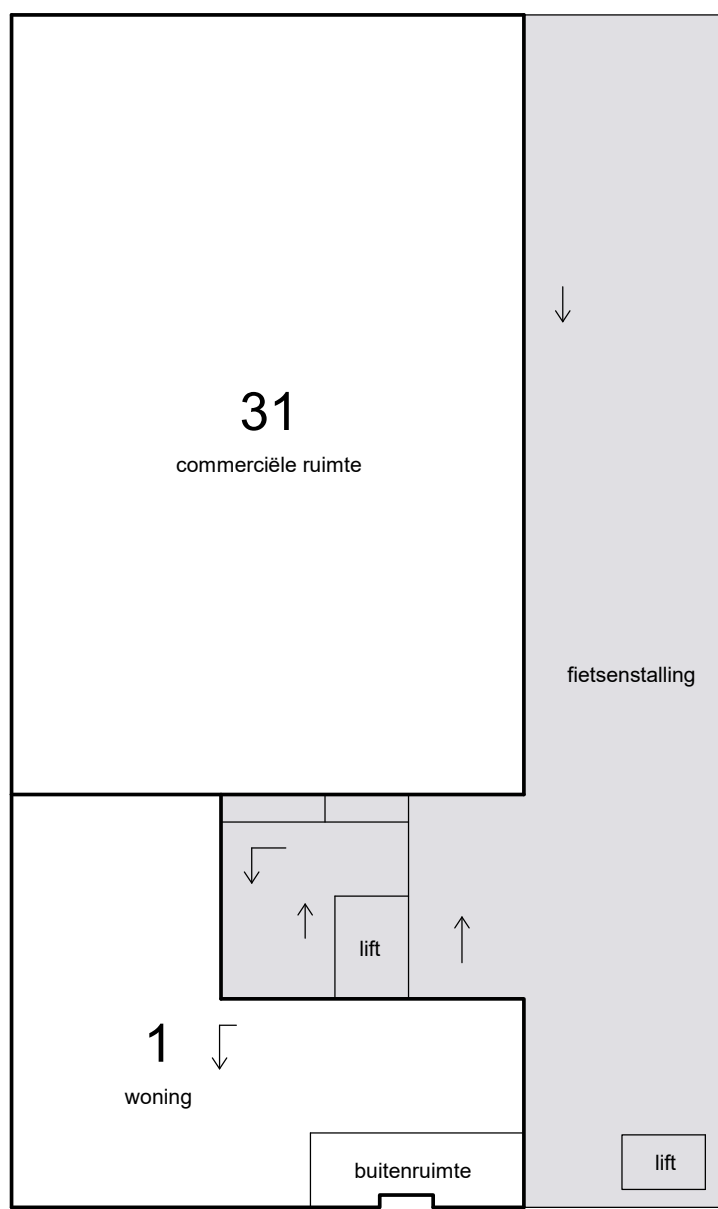 31
commerciële ruimte
fietsenstalling
lift
1
woning
buitenruimte
lift